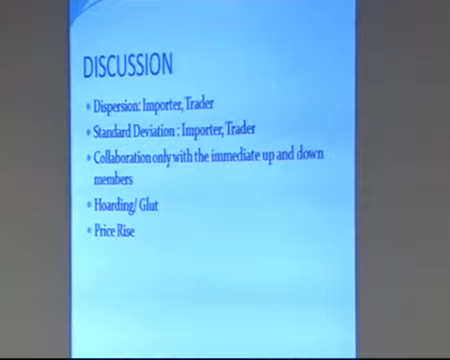 DISCUSSION
Dispersion: Importer, Trader
Standard Deviation : Importer, Trader
Collaboration only with the immediate up and down
members
Hoarding/ Glut
Price Rise